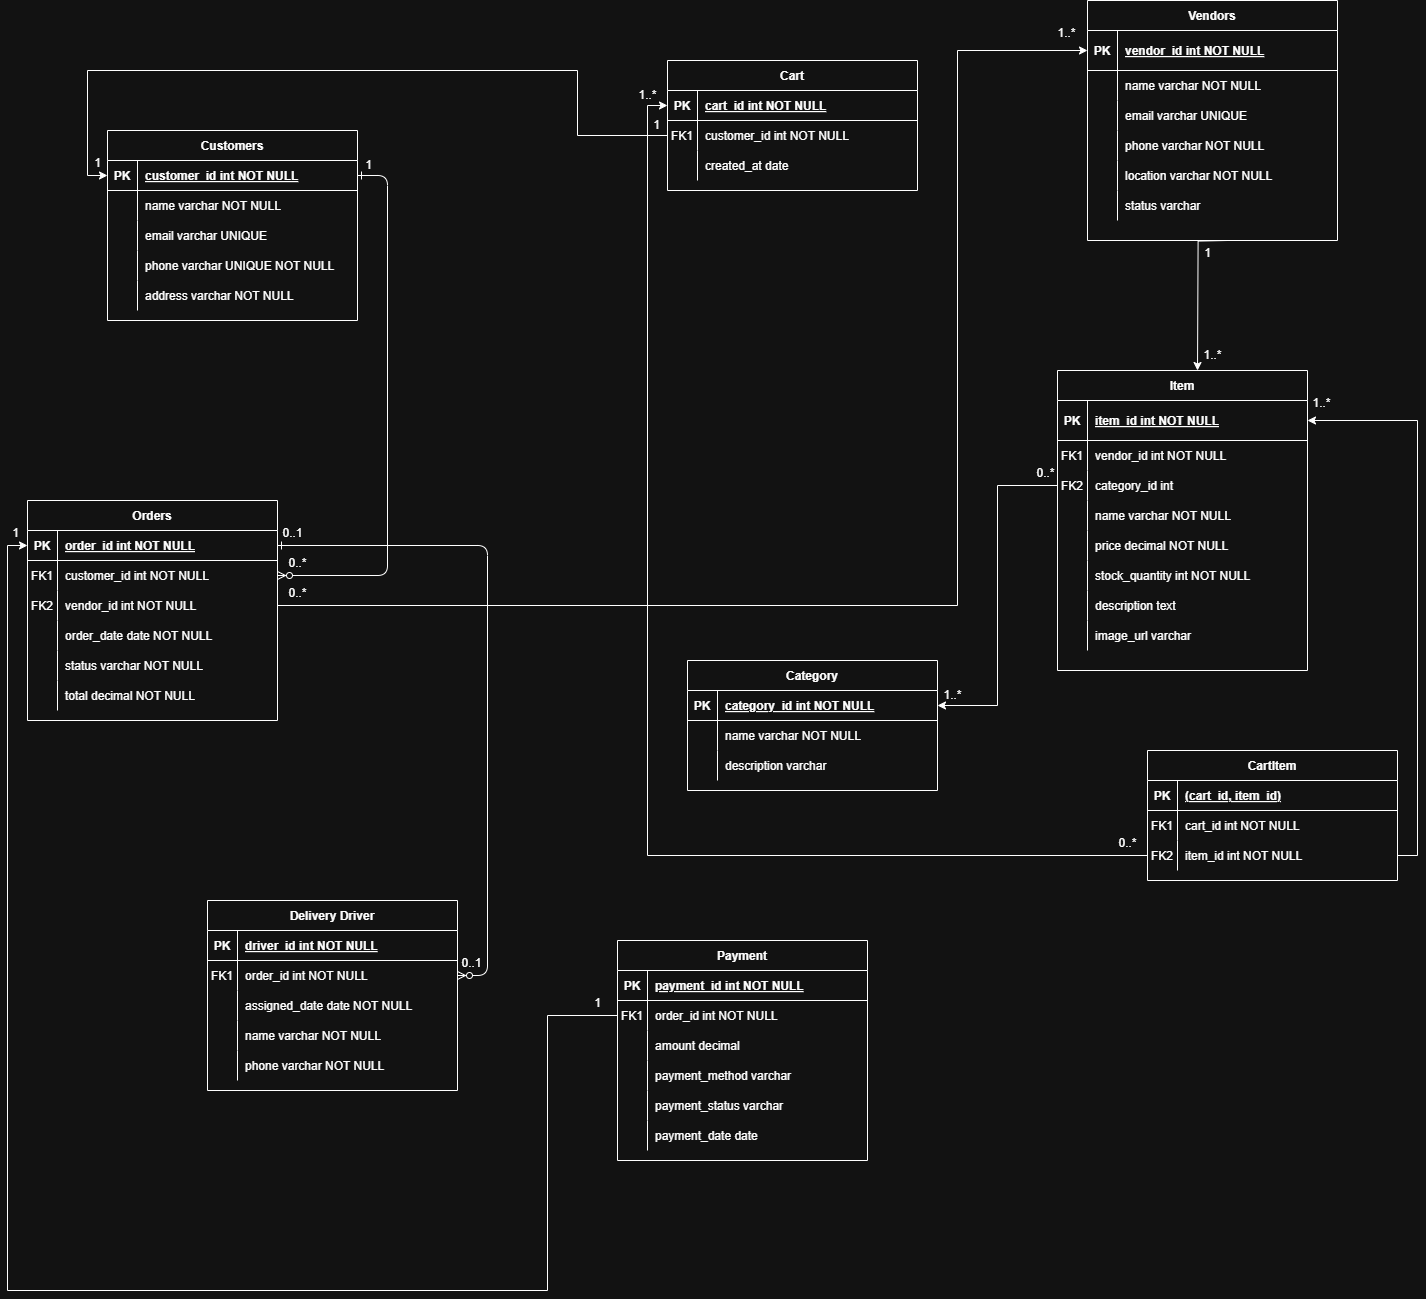 Vendors
1..*
PK vendor_id int NOT NULL
name varchar NOT NULL
email varchar UNIQUE
phone varchar NOT NULL
location varchar NOT NULL
status varchar
1
Cart
1..*
PK cart_id int NOT NULL
1
FK1 customer_id int NOT NULL
created_at date
Customers
1
1
PK customer_id int NOT NULL
name varchar NOT NULL
email varchar UNIQUE
phone varchar UNIQUE NOT NULL
address varchar NOT NULL
1..*
Item
1..*
PK item_id int NOT NULL
FK1 vendor_id int NOT NULL
0..*
FK2 category_id int
name varchar NOT NULL
price decimal NOT NULL
stock_quantity int NOT NULL
description text
image_url varchar
Orders
1
0..1
PK order_id int NOT NULL
0..*
FK1 customer_id int NOT NULL
0..*
FK2 vendor_id int NOT NULL
order_date date NOT NULL
status varchar NOT NULL
total decimal NOT NULL
Category
1..*
PK category_id int NOT NULL
name varchar NOT NULL
description varchar
CartItem
PK (cart_id, item_id)
FK1 cart_id int NOT NULL
0..*
FK2 item_id int NOT NULL
Delivery Driver
PK driver_id int NOT NULL
0..1
FK1 order_id int NOT NULL
assigned_date date NOT NULL
name varchar NOT NULL
phone varchar NOT NULL
Payment
PK payment_id int NOT NULL
1
FK1 order_id int NOT NULL
amount decimal
payment_method varchar
payment_status varchar
payment_date date